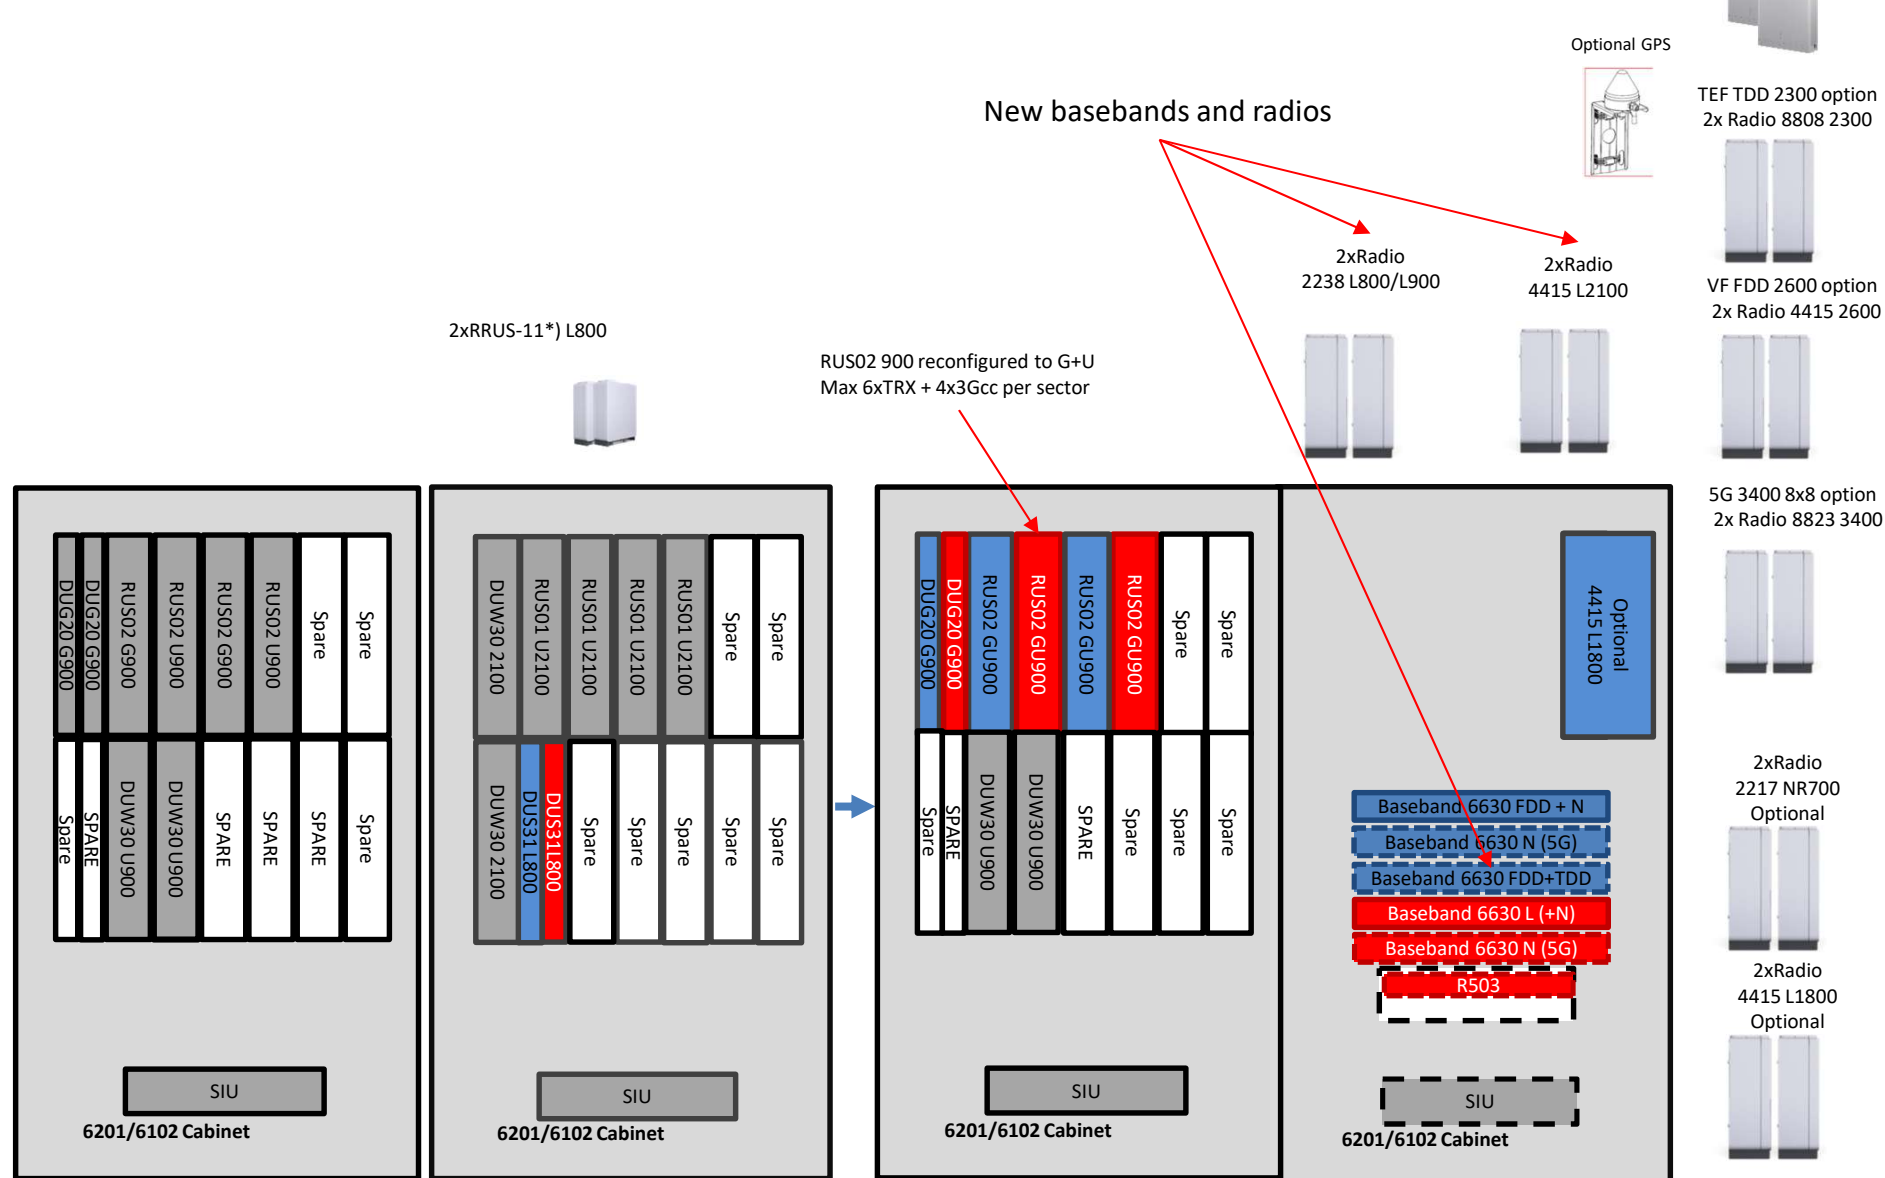 Optional GPS
New basebands and radios
TEF TDD 2300 option
2x Radio 8808 2300
2xRadio
2238 L800/L900
2xRadio
4415 L2100
VF FDD 2600 option
2x Radio 4415 2600
2xRRUS-11*) L800
RUS02 900 reconfigured to G+U
Max 6xTRX + 4x3Gcc per sector
5G 3400 8x8 option
2x Radio 8823 3400
DUG20 G900
DUG20 G900
RUS02 G900
RUS02 U900
RUS02 G900
RUS02 U900
Spare
Spare
Spare
SPARE
DUW30 U900
DUW30 U900
SPARE
SPARE
SPARE
Spare
SIU
6201/6102 Cabinet
DUW30 2100
RUS01 U2100
RUS01 U2100
RUS01 U2100
RUS01 U2100
Spare
Spare
DUW30 2100
DUS31 L800
DUS31L800
Spare
Spare
Spare
Spare
Spare
SIU
6201/6102 Cabinet
DUG20 G900
DUG20 G900
RUS02 GU900
RUS02 GU900
RUS02 GU900
RUS02 GU900
Spare
Spare
Spare
SPARE
DUW30 U900
DUW30 U900
SPARE
Spare
Spare
Spare
SIU
6201/6102 Cabinet
Optional
4415 L1800
Baseband 6630 FDD + N
Baseband 6630 N (5G)
Baseband 6630 FDD+TDD
Baseband 6630 L (+N)
Baseband 6630 N (5G)
R503
SIU
6201/6102 Cabinet
2xRadio
2217 NR700
Optional
2xRadio
4415 L1800
Optional